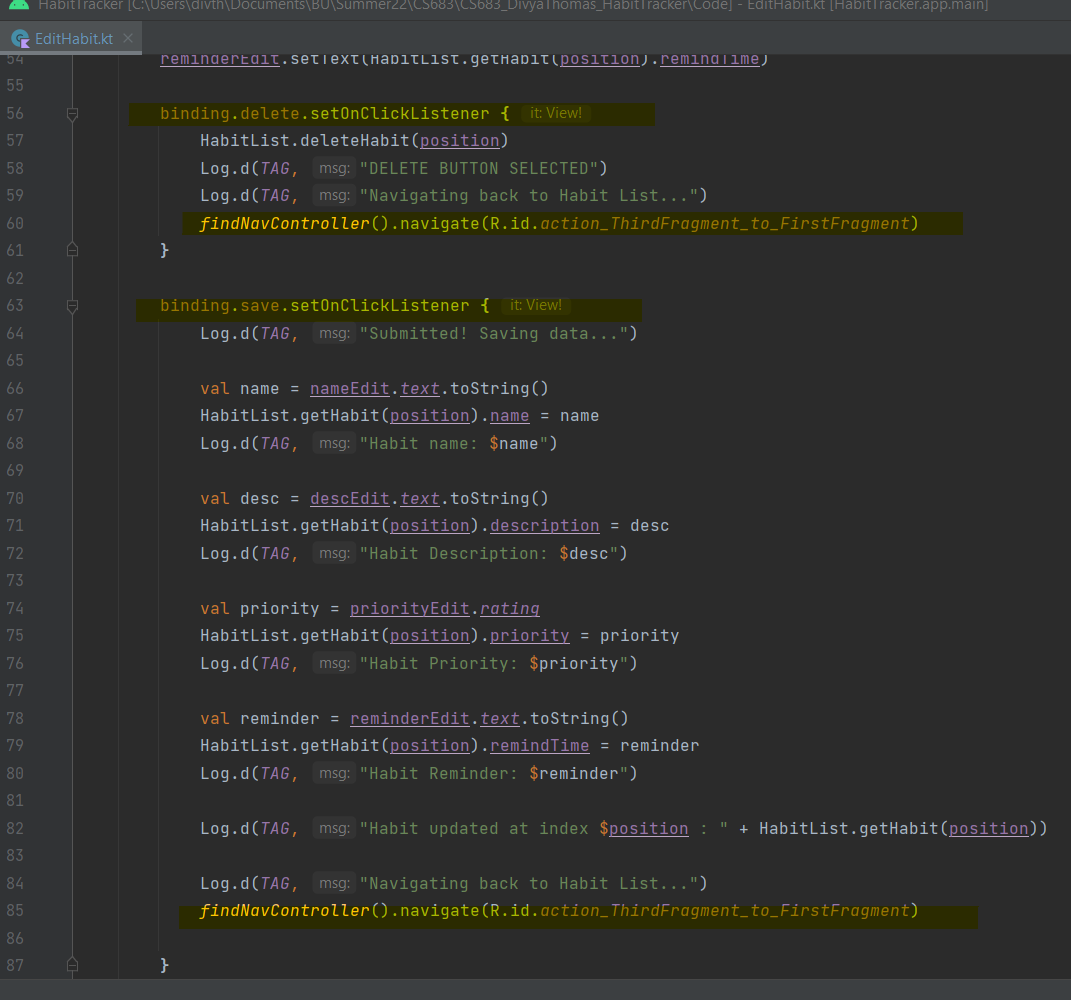 HabitTracker [C:\Users\divth\Documents\BU\Summer22\CS683\CS683_DivyaThomas_HabitTracker\Code] - EditHabit.kt [HabitTracker.app.main]
EditHabit.kt
54 reminderEdit.setText(HabitList.getHabit(position).remindTime)
55
56 binding.delete.setOnClickListener { it: View!
57 HabitList.deleteHabit(position)
58 Log.d(TAG, msg: "DELETE BUTTON SELECTED")
59 Log.d(TAG, msg: "Navigating back to Habit List...")
60 findNavController().navigate(R.id.action_ThirdFragment_to_FirstFragment)
61 }
62
63 binding.save.setOnClickListener { it: View!
64 Log.d(TAG, msg: "Submitted! Saving data...")
65
66 val name = nameEdit.text.toString()
67 HabitList.getHabit(position).name = name
68 Log.d(TAG, msg: "Habit name: $name")
69
70 val desc = descEdit.text.toString()
71 HabitList.getHabit(position).description = desc
72 Log.d(TAG, msg: "Habit Description: $desc")
73
74 val priority = priorityEdit.rating
75 HabitList.getHabit(position).priority = priority
76 Log.d(TAG, msg: "Habit Priority: $priority")
77
78 val reminder = reminderEdit.text.toString()
79 HabitList.getHabit(position).remindTime = reminder
80 Log.d(TAG, msg: "Habit Reminder: $reminder")
81
82 Log.d(TAG, msg: "Habit updated at index $position : " + HabitList.getHabit(position))
83
84 Log.d(TAG, msg: "Navigating back to Habit List...")
85 findNavController().navigate(R.id.action_ThirdFragment_to_FirstFragment)
86
87 }